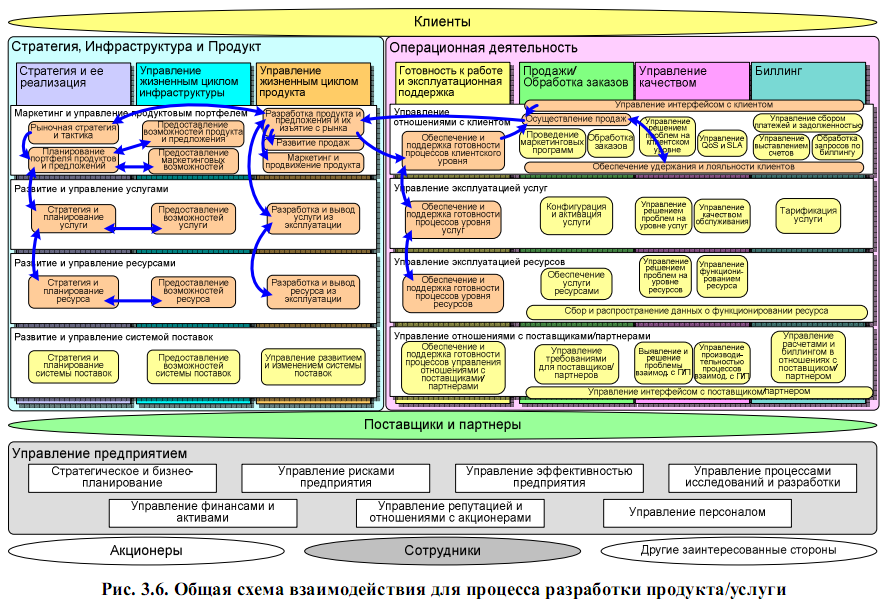 Клиенты
Стратегия, Инфраструктура и Продукт
Стратегия и ее
реализация
Управление
жизненным циклом
инфраструктуры
Управление
жизненным циклом
продукта
Маркетинг и управление продуктовым портфелем
Рыночная стратегия
и тактика
Предоставление
возможности продукта
и предложения
Разработка продукта и
предложения и их
изъятие с рынка
Развитие продаж
Планирование
портфеля продуктов
и предложений
Предоставление
маркетинговых
возможностей
Маркетинг и
продвижение продукта
Развитие и управление услугами
Стратегия и
планирование
услуги
Предоставление
возможностей
услуги
Разработка и вывод
услуги из
эксплуатации
Развитие и управление ресурсами
Стратегия и
планирование
ресурса
Предоставление
возможностей
ресурса
Разработка и вывод
ресурса из
эксплуатации
Развитие и управление системой поставок
Стратегия и
планирование
системы поставок
Предоставление
возможностей
системы поставок
Управление развитием
и изменением системы
поставок
Операционная деятельность
Готовность к работе
и эксплуатационная
поддержка
Продажи/
Обработка заказов
Управление
качеством
Биллинг
Управление
отношениями с клиентом
Управление интерфейсом с клиентом
Обеспечение и
поддержка готовности
процессов клиентского
уровня
Осуществление продаж
Проведение
маркетинговых
программ
Обработка
заказов
Управление
решением
проблем на
клиентском
уровне
Управление
QoS и SLA
Управление сбором
платежей и задолженностью
Управление
выставлением
счетов
Обработка
запросов по
биллингу
Обеспечение удержания и лояльности клиентов
Управление эксплуатацией услуг
Обеспечение и
поддержка готовности
процессов уровня
услуг
Конфигурация
и активация
услуги
Управление
решением
проблем на
уровне услуг
Управление
качеством
обслуживания
Тарификация
услуги
Управление эксплуатацией ресурсов
Обеспечение и
поддержка готовности
процессов уровня
ресурсов
Обеспечение
услуги
ресурсами
Управление
решением
проблем на
уровне
ресурсов
Управление
функциони-
рованием
ресурса
Сбор и распространение данных о функционировании ресурса
Управление отношениями с поставщиками/партнерами
Обеспечение и
поддержка готовности
процессов управления
отношениями с
поставщиками/
партнерами
Управление
требованиями
для поставщиков/
партнеров
Выявление и
решение
проблемы
взаимод. с П\П
Управление
производи-
тельностью
процессов
взаимод. с П\П
Управление
расчетами и
биллингом в
отношениях с
поставщиком/
партнером
Управление интерфейсом с поставщиком/партнером
Поставщики и партнеры
Управление предприятием
Стратегическое и бизнес-
планирование
Управление рисками
предприятия
Управление эффективностью
предприятия
Управление процессами
исследований и разработки
Управление финансами и
активами
Управление репутацией и
отношениями с акционерами
Управление персоналом
Акционеры
Сотрудники
Другие заинтересованные стороны
Рис. 3.6. Общая схема взаимодействия для процесса разработки продукта/услуги